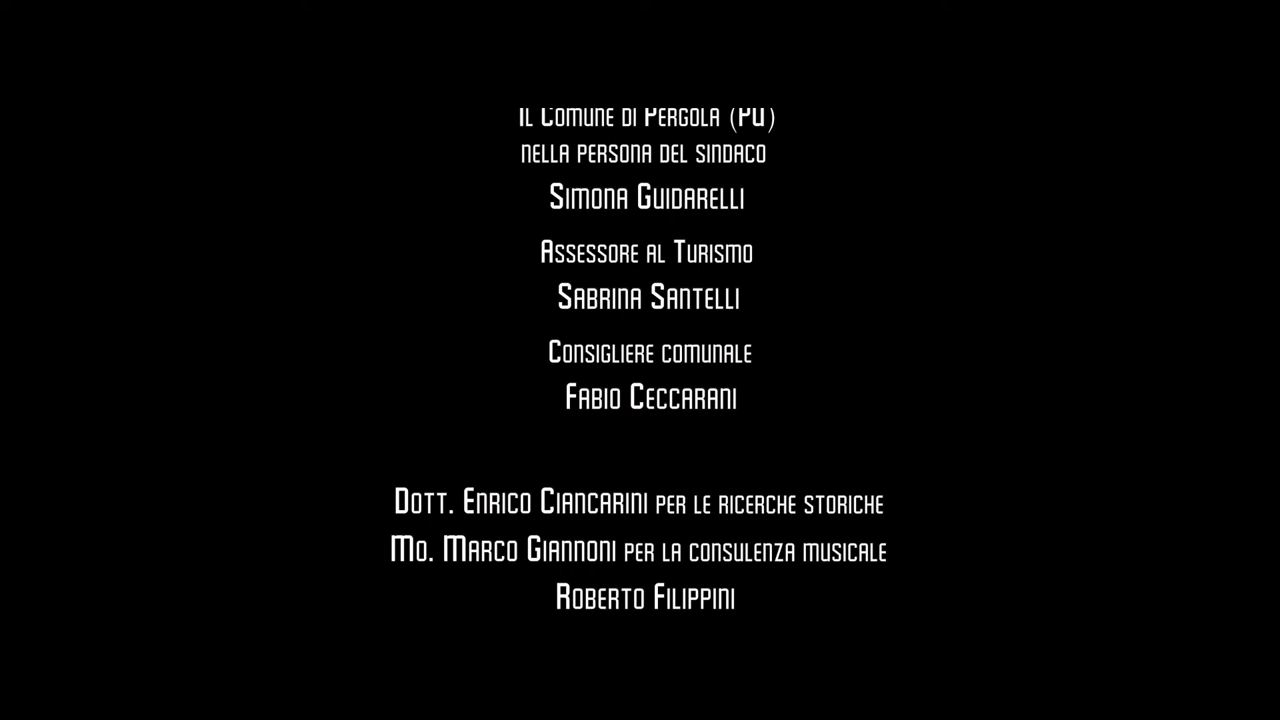 Il Comune di Pergola (PU)
nella persona del sindaco
Simona Guidarelli
Assessore al Turismo
Sabrina Santelli
Consigliere comunale
Fabio Ceccarani
Dott. Enrico Ciancarini per le ricerche storiche
Mo. Marco Giannoni per la consulenza musicale
Roberto Filippini